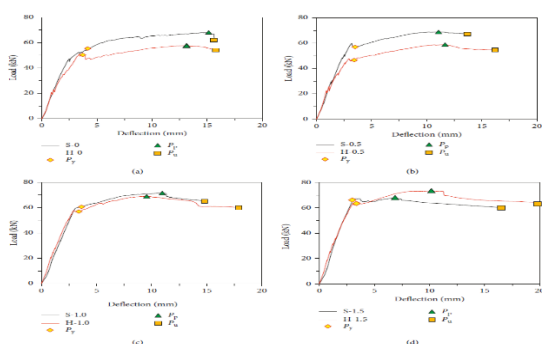 80
60
40
20
0
Load (kN)
0 5 10 15 20
Deflection (mm)
S-0
H-0
Py
Pp
Pu
(a)
80
60
40
20
0
Load (kN)
0 5 10 15 20
Deflection (mm)
S-0.5
H-0.5
Py
Pp
Pu
(b)
80
60
40
20
0
Load (kN)
0 5 10 15 20
Deflection (mm)
S-1.0
H-1.0
Py
Pp
Pu
(c)
80
60
40
20
0
Load (kN)
0 5 10 15 20
Deflection (mm)
S-1.5
H-1.5
Py
Pp
Pu
(d)